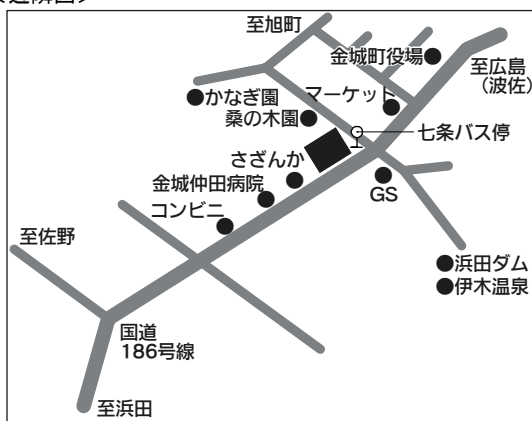 至旭町
金城町役場
至広島
(波佐)
かなぎ園
マーケット
桑の木園
七条バス停
さざんか
金城仲田病院
GS
コンビニ
至佐野
浜田ダム
伊木温泉
国道
186号線
至浜田